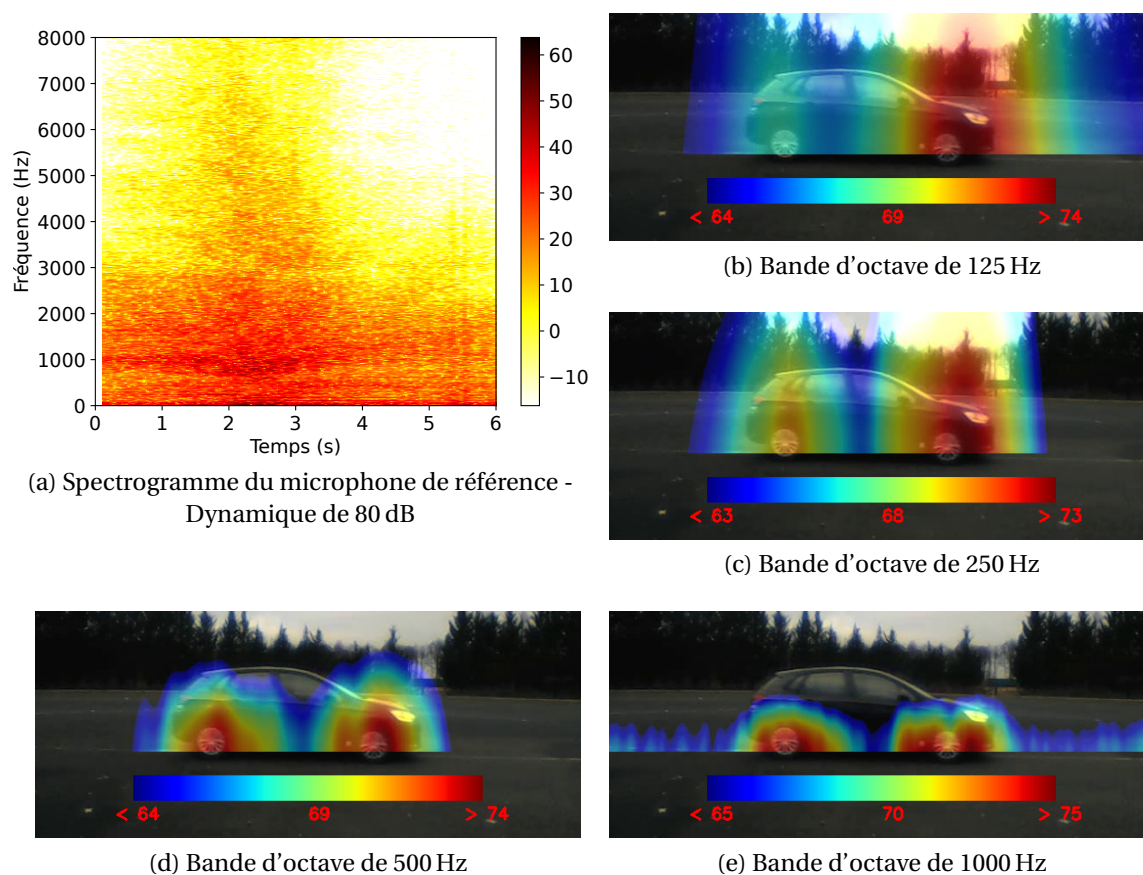 8000
7000
6000
5000
4000
3000
2000
1000
0
Fréquence (Hz)
0 1 2 3 4 5 6
Temps (s)
60
50
40
30
20
10
0
−10
(a) Spectrogramme du microphone de référence -
Dynamique de 80 dB
< 64 69 > 74
(b) Bande d'octave de 125 Hz
< 63 68 > 73
(c) Bande d'octave de 250 Hz
< 64 69 > 74
(d) Bande d'octave de 500 Hz
< 65 70 > 75
(e) Bande d'octave de 1000 Hz